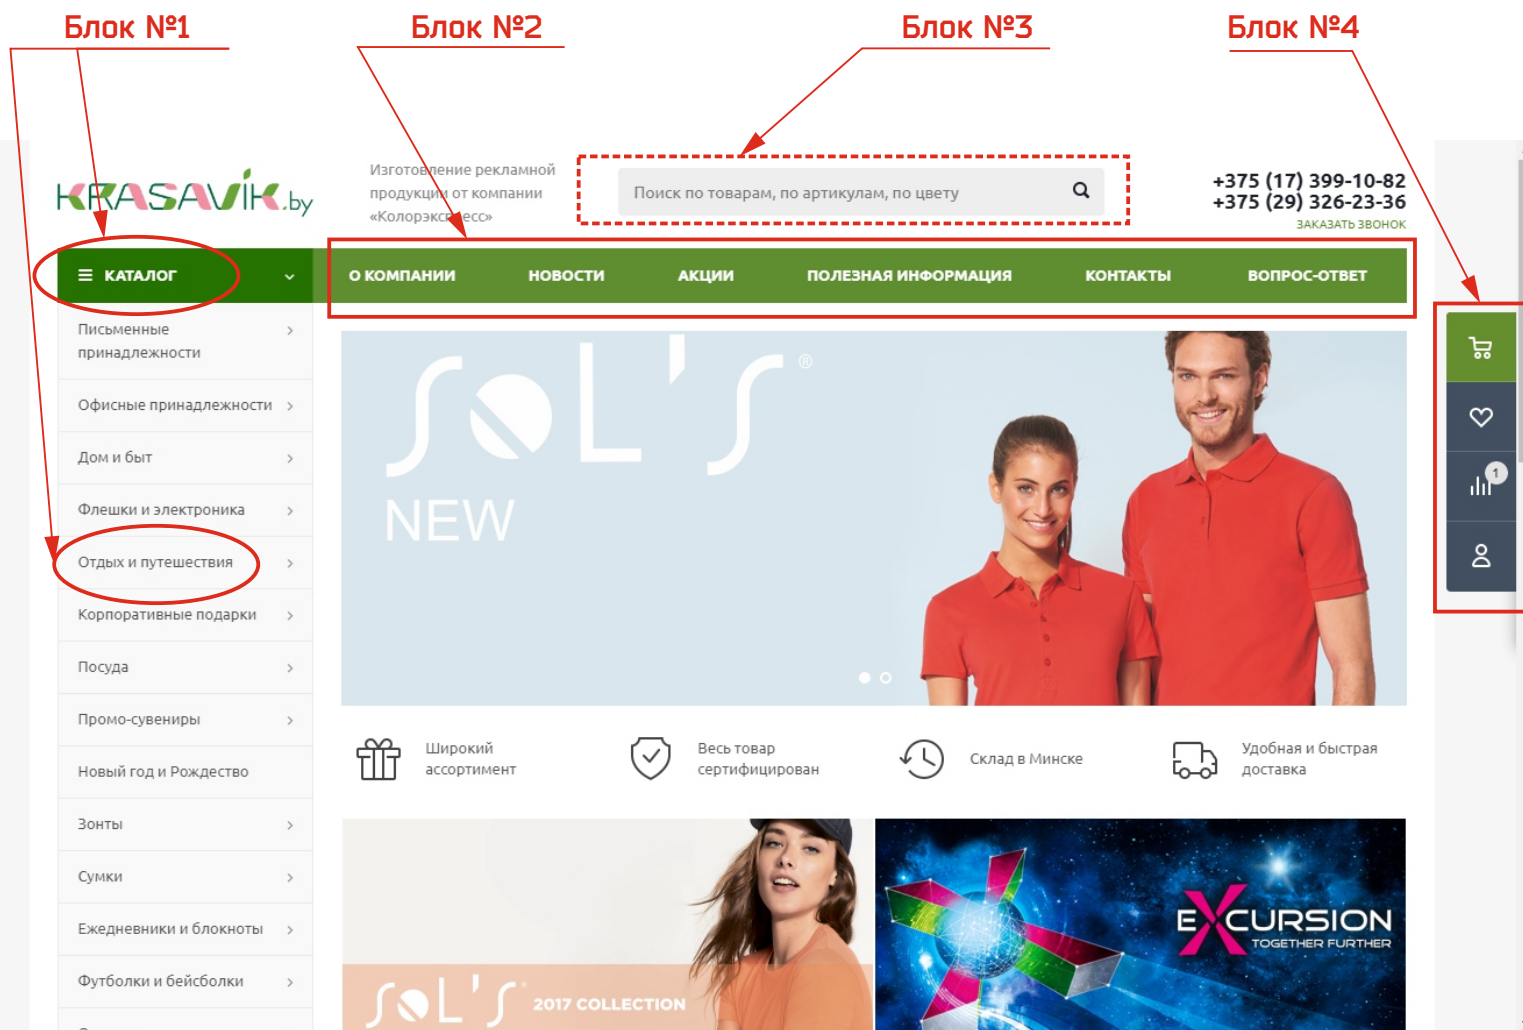 Блок №1
Блок №2
Блок №3
Блок №4
KRASAVIK.by
Изготовление рекламной
продукции от компании
«Колорэкспресс»
Поиск по товарам, по артикулам, по цвету
+375 (17) 399-10-82
+375 (29) 326-23-36
ЗАКАЗАТЬ ЗВОНОК
КАТАЛОГ
О КОМПАНИИ
НОВОСТИ
АКЦИИ
ПОЛЕЗНАЯ ИНФОРМАЦИЯ
КОНТАКТЫ
ВОПРОС-ОТВЕТ
Письменные
принадлежности
Офисные принадлежности
Дом и быт
Флешки и электроника
Отдых и путешествия
Корпоративные подарки
Посуда
Промо-сувениры
Новый год и Рождество
Зонты
Сумки
Ежедневники и блокноты
Футболки и бейсболки
SOL'S®
NEW
1
Широкий
ассортимент
Весь товар
сертифицирован
Склад в Минске
Удобная и быстрая
доставка
SOL'S 2017 COLLECTION
EXCURSION
TOGETHER FURTHER